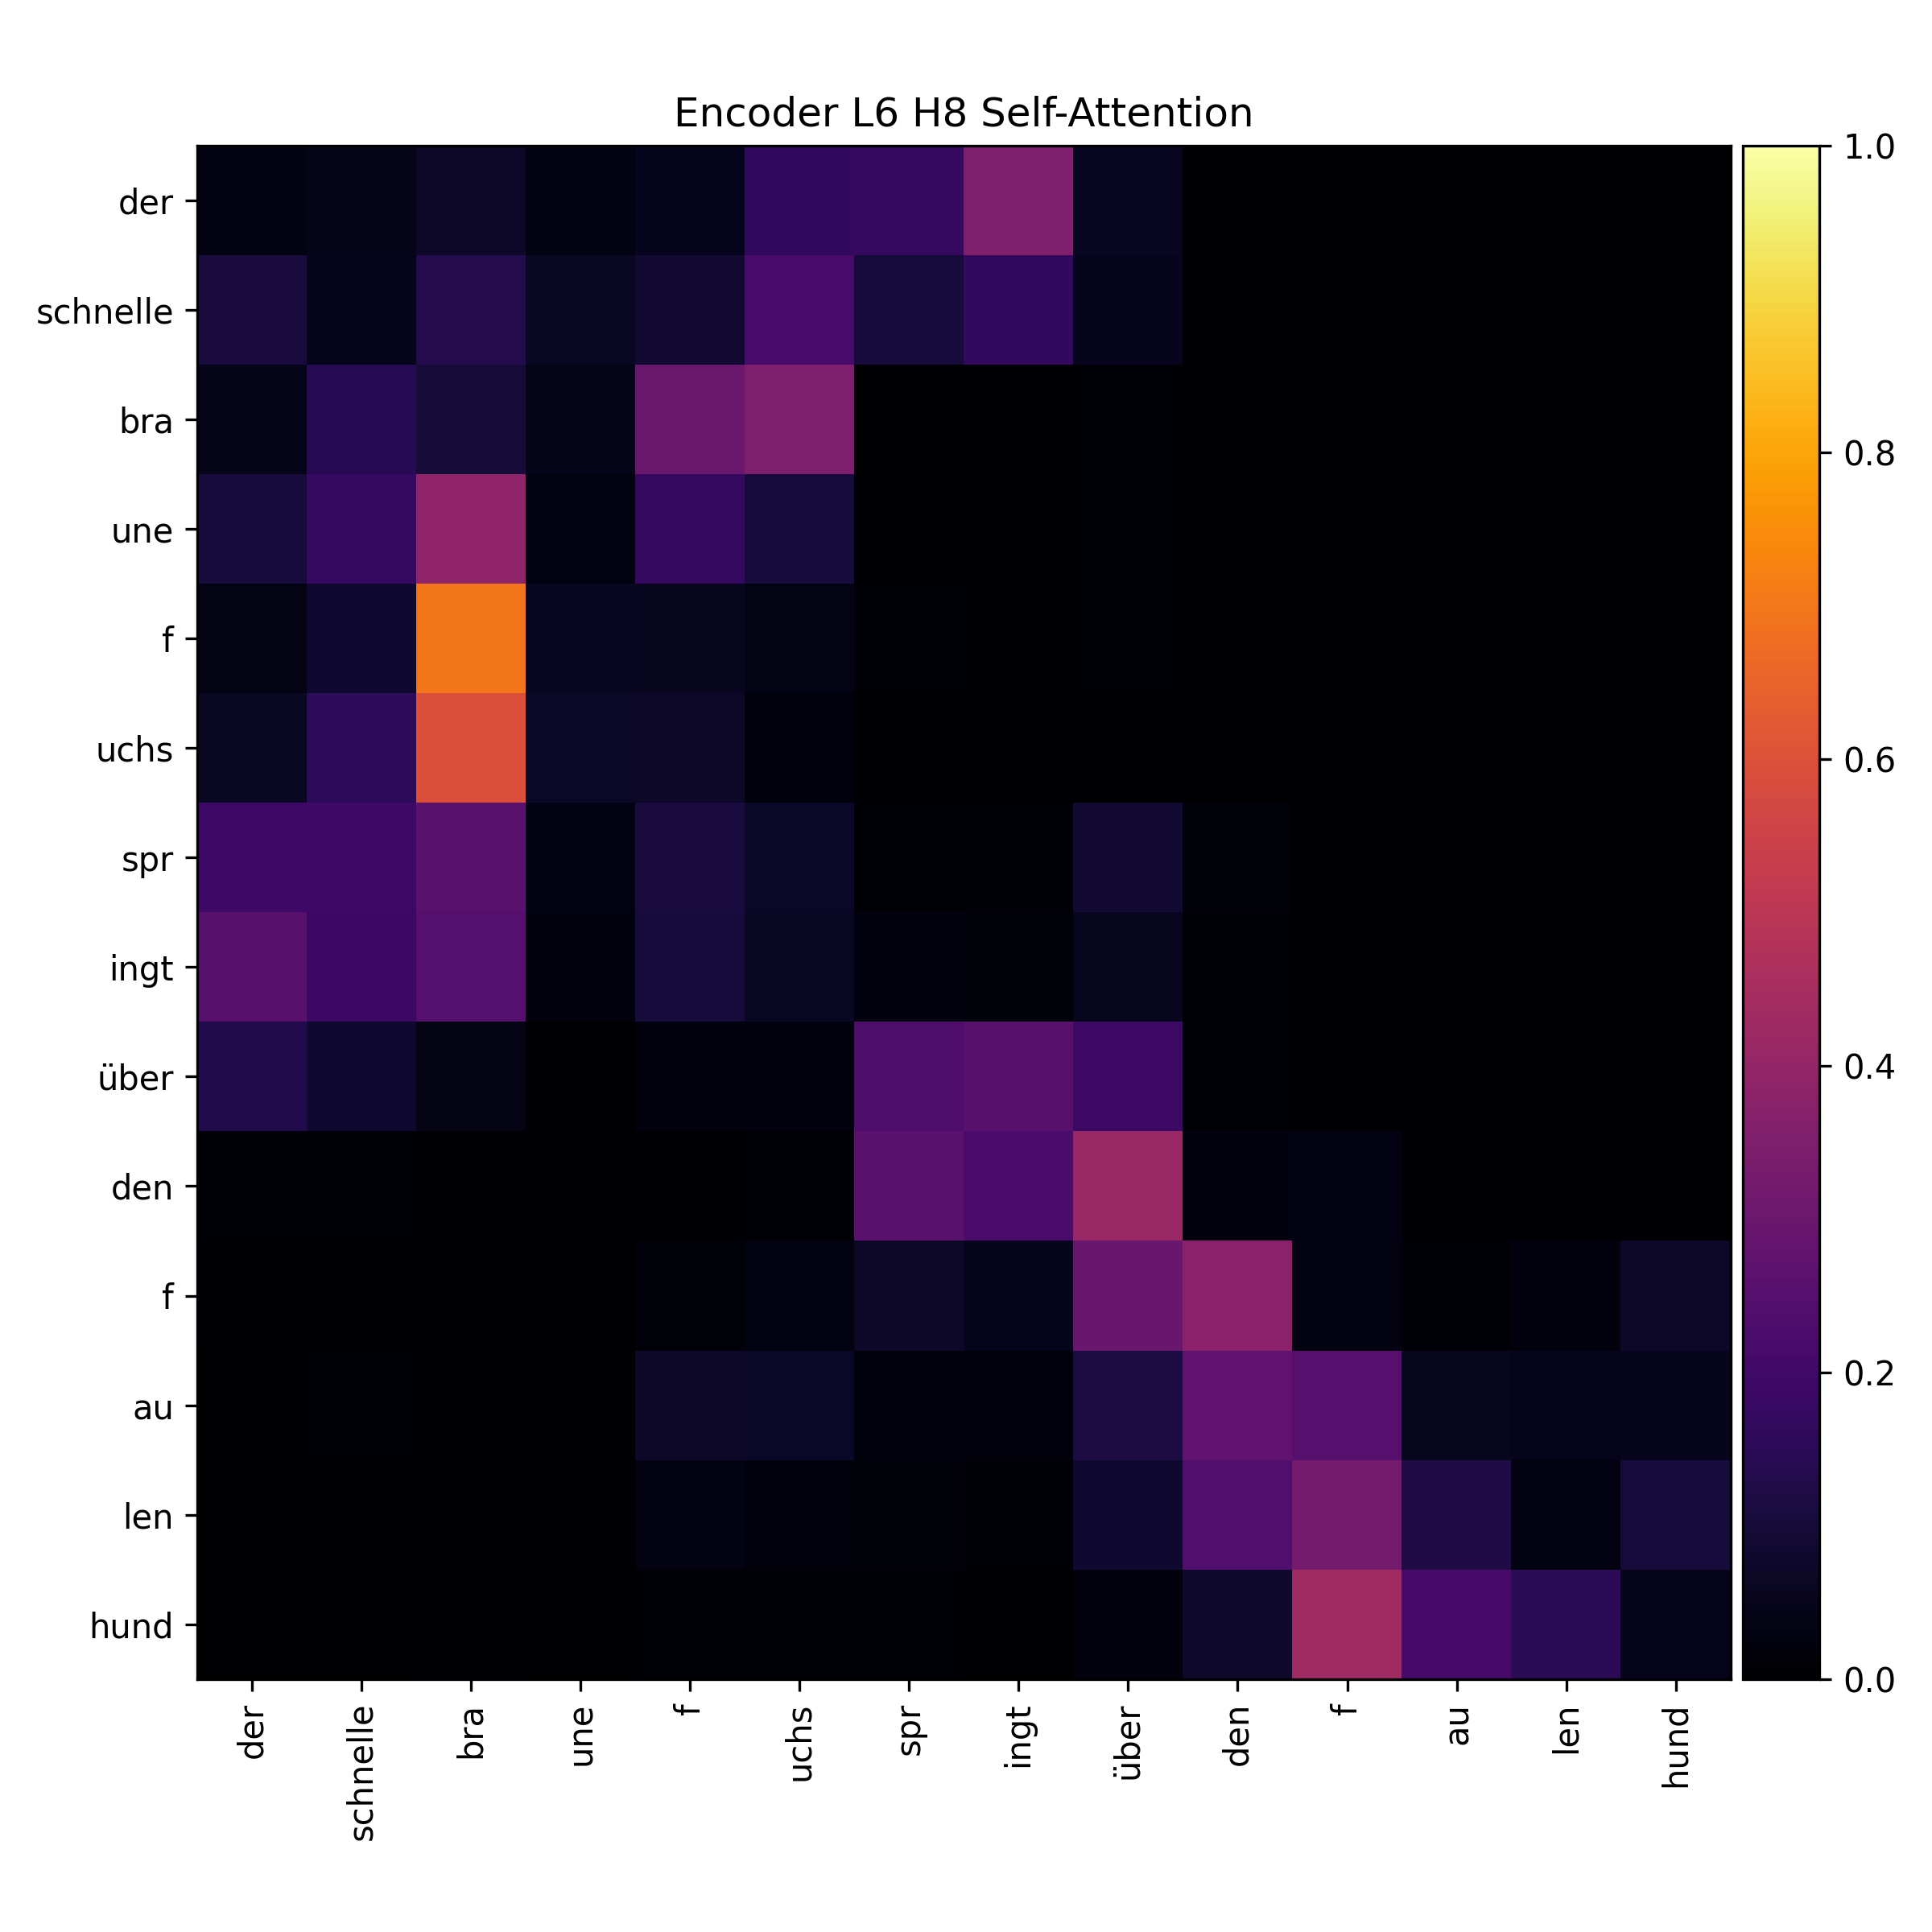 Encoder L6 H8 Self-Attention
der
schnelle
bra
une
f
uchs
spr
ingt
über
den
f
au
len
hund
der
schnelle
bra
une
f
uchs
spr
ingt
über
den
f
au
len
hund
1.0
0.8
0.6
0.4
0.2
0.0